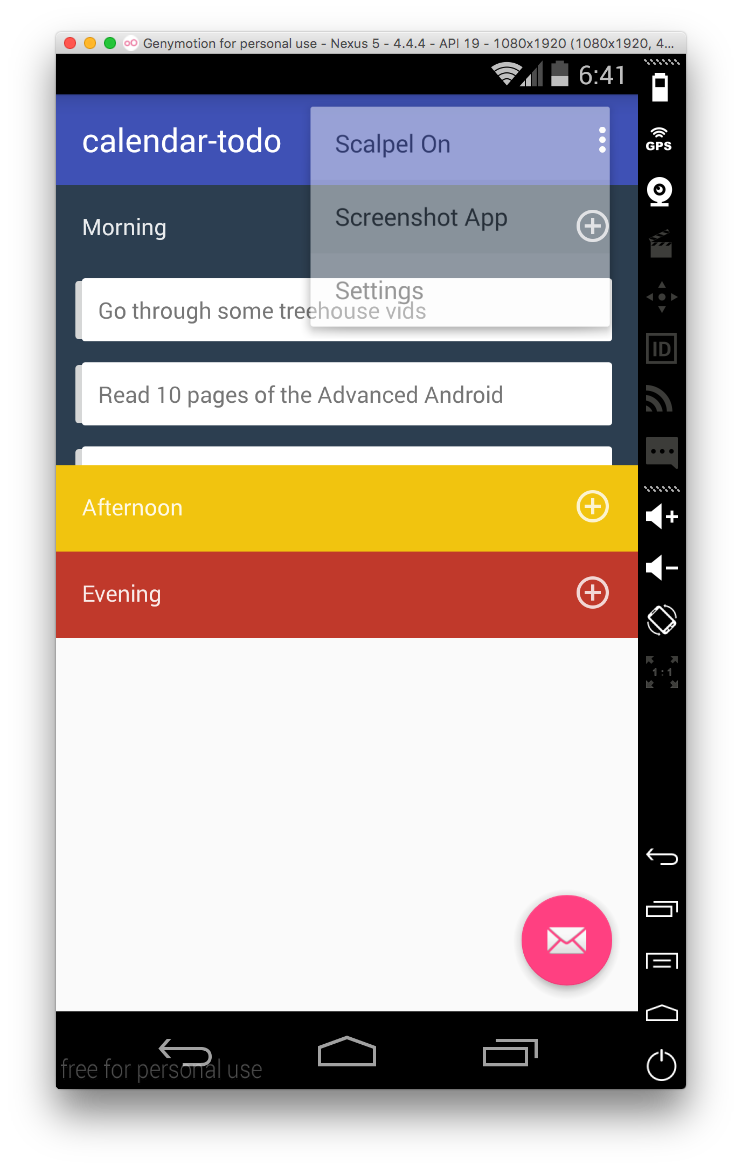 Genymotion for personal use - Nexus 5 - 4.4.4 - API 19 - 1080x1920 (1080x1920, 4...
6:41
calendar-todo
Scalpel On
GPS
Screenshot App
Morning
Settings
Go through some treehouse vids
ID
Read 10 pages of the Advanced Android
Afternoon
Evening
1:1
free for personal use